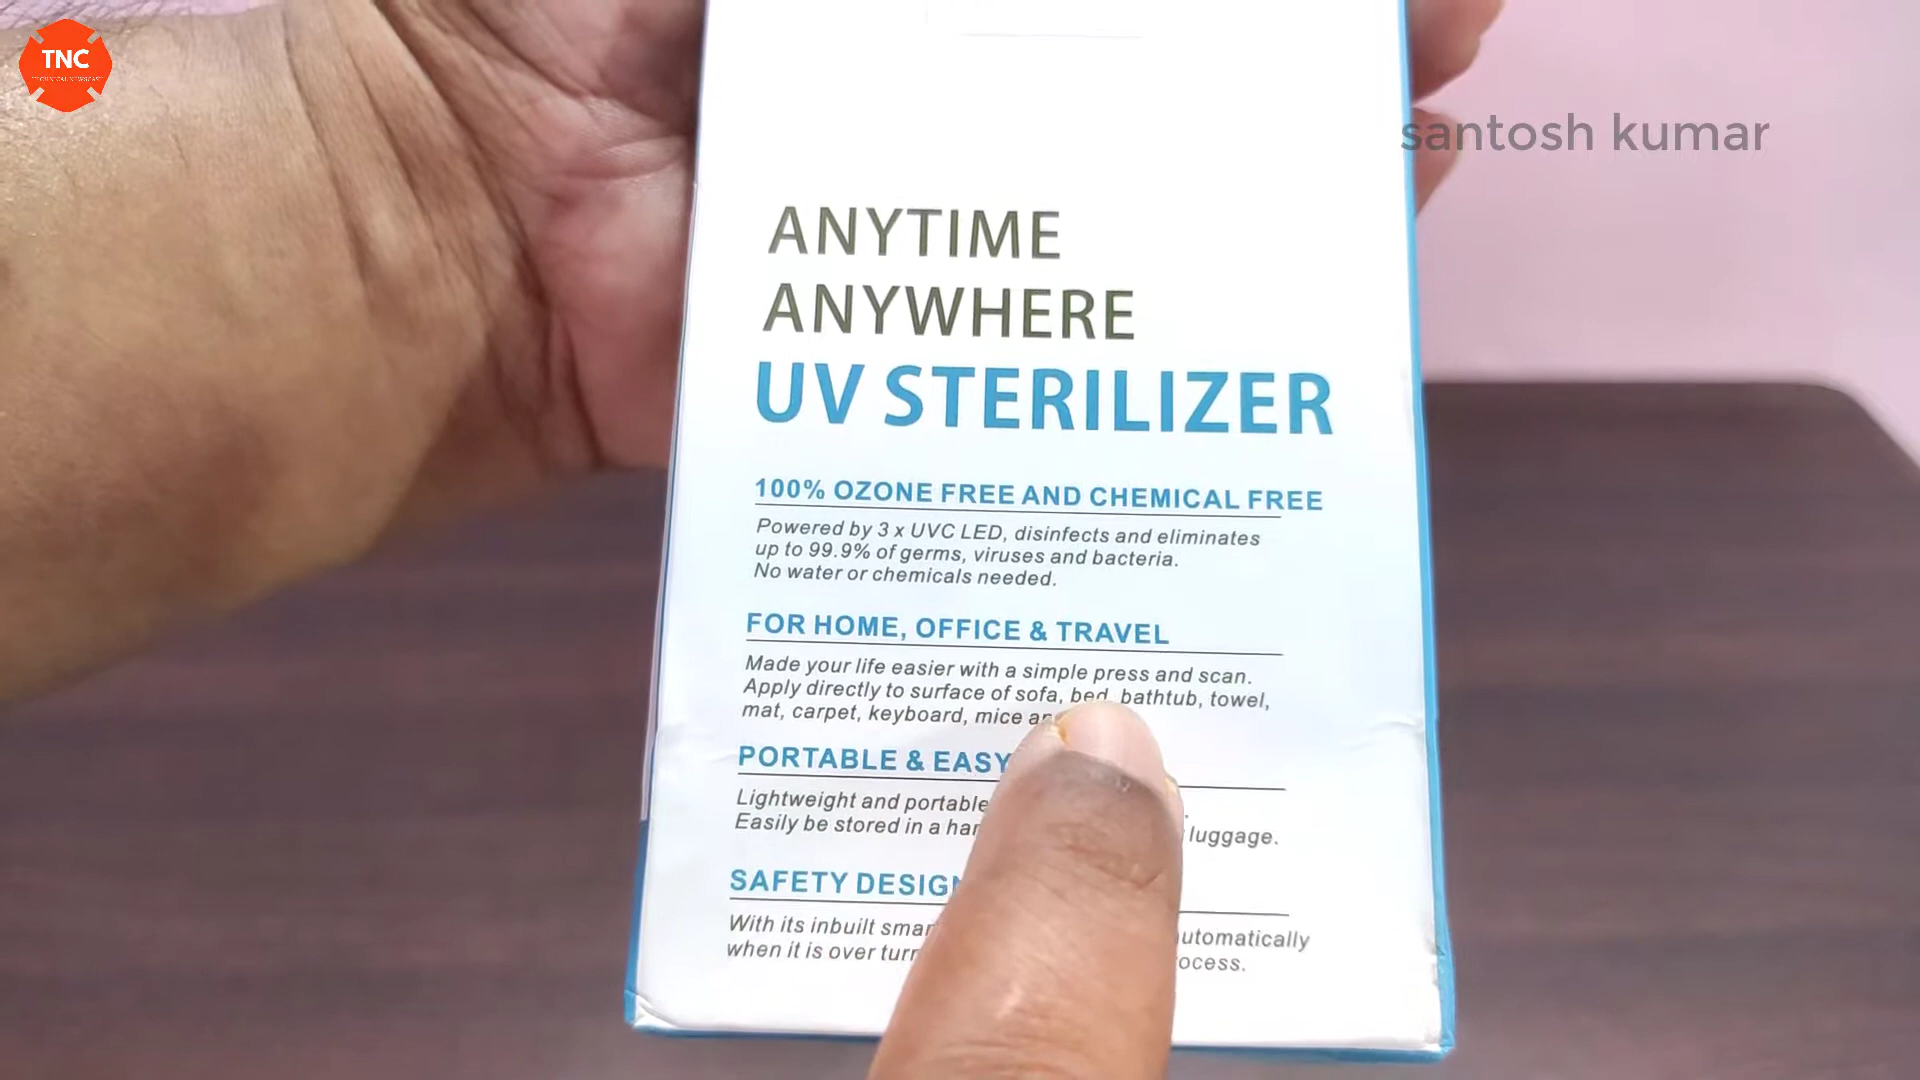 TNC
TECHNICAL NEWSCAST
santosh kumar
ANYTIME
ANYWHERE
UV STERILIZER
100% OZONE FREE AND CHEMICAL FREE
Powered by 3 x UVC LED, disinfects and eliminates
up to 99.9% of germs, viruses and bacteria.
No water or chemicals needed.
FOR HOME, OFFICE & TRAVEL
Made your life easier with a simple press and scan.
Apply directly to surface of sofa, bed, bathtub, towel,
mat, carpet, keyboard, mice
PORTABLE & EASY
Lightweight and portable
Easily be stored in a luggage.
SAFETY DESIGN
With its inbuilt
when it is over